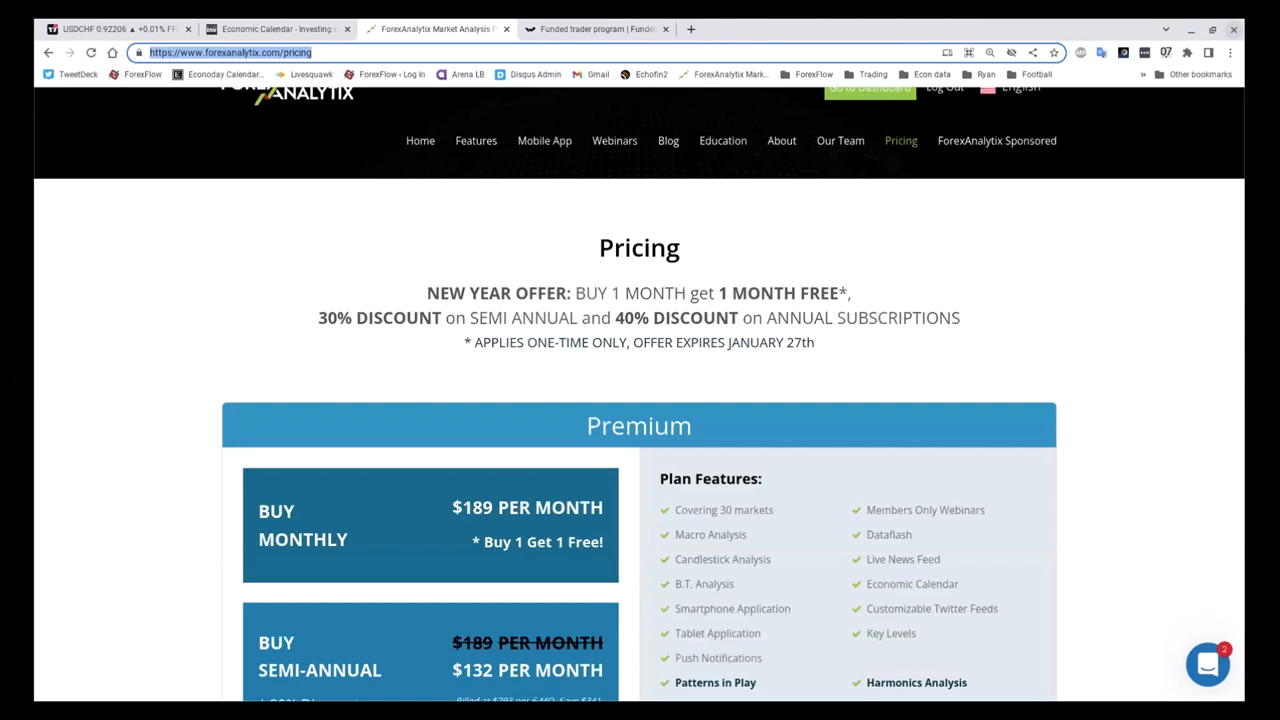 USDCHF 0.92206 ▲ +0.01%
Economic Calendar - Investing.c
ForexAnalytix Market Analysis F
Funded trader program | Funde
https://www.forexanalytix.com/pricing
07
TweetDeck
ForexFlow
Econoday Calendar...
Livesquawk
ForexFlow ‹ Log In
Arena LB
Disqus Admin
Gmail
Echofin2
ForexAnalytix Mark...
ForexFlow
Trading
Econ data
Ryan
Football
»
Other bookmarks
ANALYTIX
Go to Dashboard
Log Out
English
Home
Features
Mobile App
Webinars
Blog
Education
About
Our Team
Pricing
ForexAnalytix Sponsored
Pricing
NEW YEAR OFFER: BUY 1 MONTH get 1 MONTH FREE*,
30% DISCOUNT on SEMI ANNUAL and 40% DISCOUNT on ANNUAL SUBSCRIPTIONS
* APPLIES ONE-TIME ONLY, OFFER EXPIRES JANUARY 27th
Premium
BUY
MONTHLY
$189 PER MONTH
* Buy 1 Get 1 Free!
BUY
SEMI-ANNUAL
$189 PER MONTH
$132 PER MONTH
Plan Features:
Covering 30 markets
Macro Analysis
Candlestick Analysis
B.T. Analysis
Smartphone Application
Tablet Application
Push Notifications
Patterns in Play
Members Only Webinars
Dataflash
Live News Feed
Economic Calendar
Customizable Twitter Feeds
Key Levels
Harmonics Analysis
2